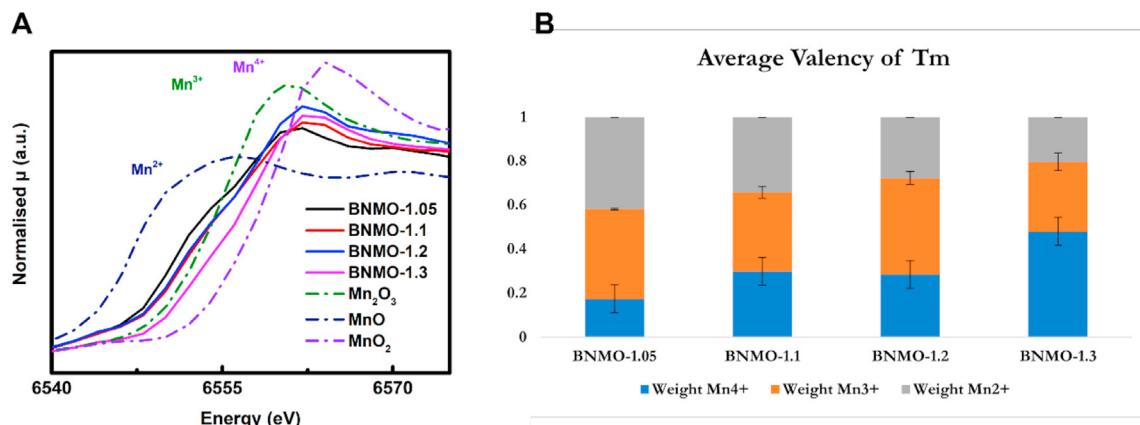 A
Mn4+
Mn3+
Mn2+
Normalised μ (a.u.)
BNMO-1.05
BNMO-1.1
BNMO-1.2
BNMO-1.3
Mn2O3
MnO
MnO2
6540 6555 6570
Energy (eV)
B
Average Valency of Tm
1
0.8
0.6
0.4
0.2
0
BNMO-1.05 BNMO-1.1 BNMO-1.2 BNMO-1.3
Weight Mn4+ Weight Mn3+ Weight Mn2+